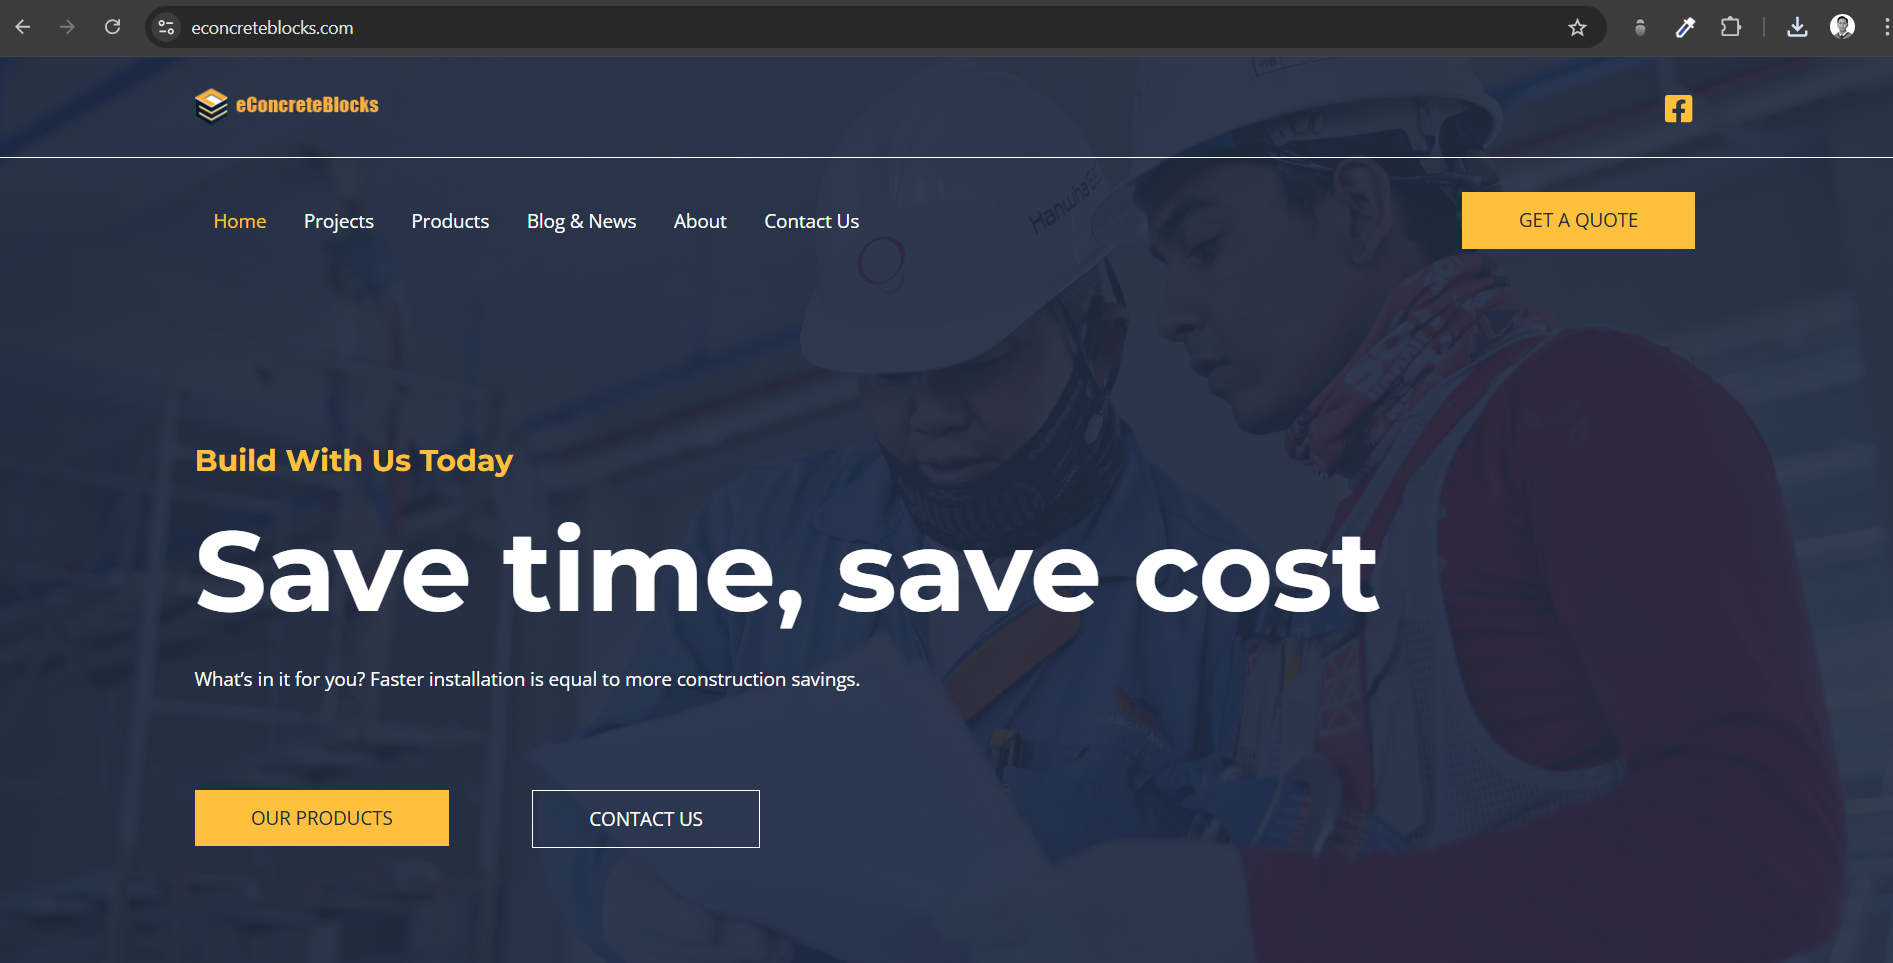 econcreteblocks.com
eConcreteBlocks
Home Projects Products Blog & News About Contact Us
GET A QUOTE
Hanwha
Build With Us Today
Save time, save cost
What's in it for you? Faster installation is equal to more construction savings.
OUR PRODUCTS
CONTACT US